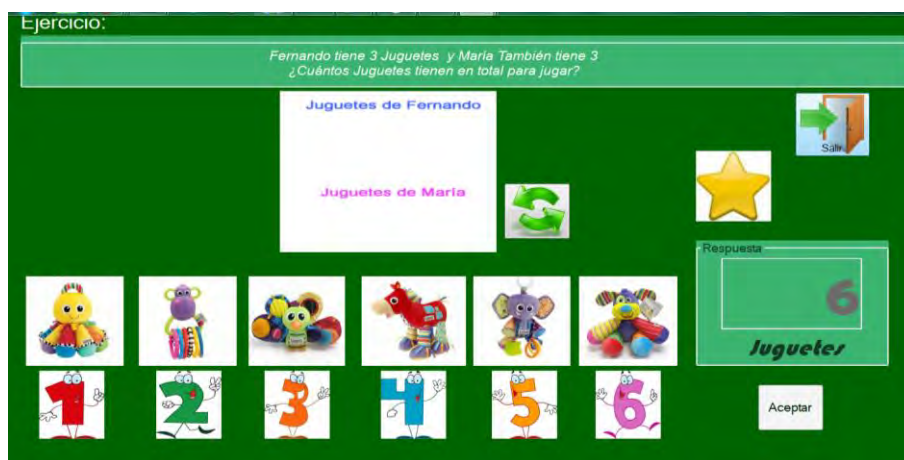 Ejercicio:
Fernando tiene 3 Juguetes y María También tiene 3
¿Cuántos Juguetes tienen en total para jugar?
Juguetes de Fernando
Salir
Juguetes de María
Respuesta
6
Juguetes
1 2 3 4 5 6
Aceptar